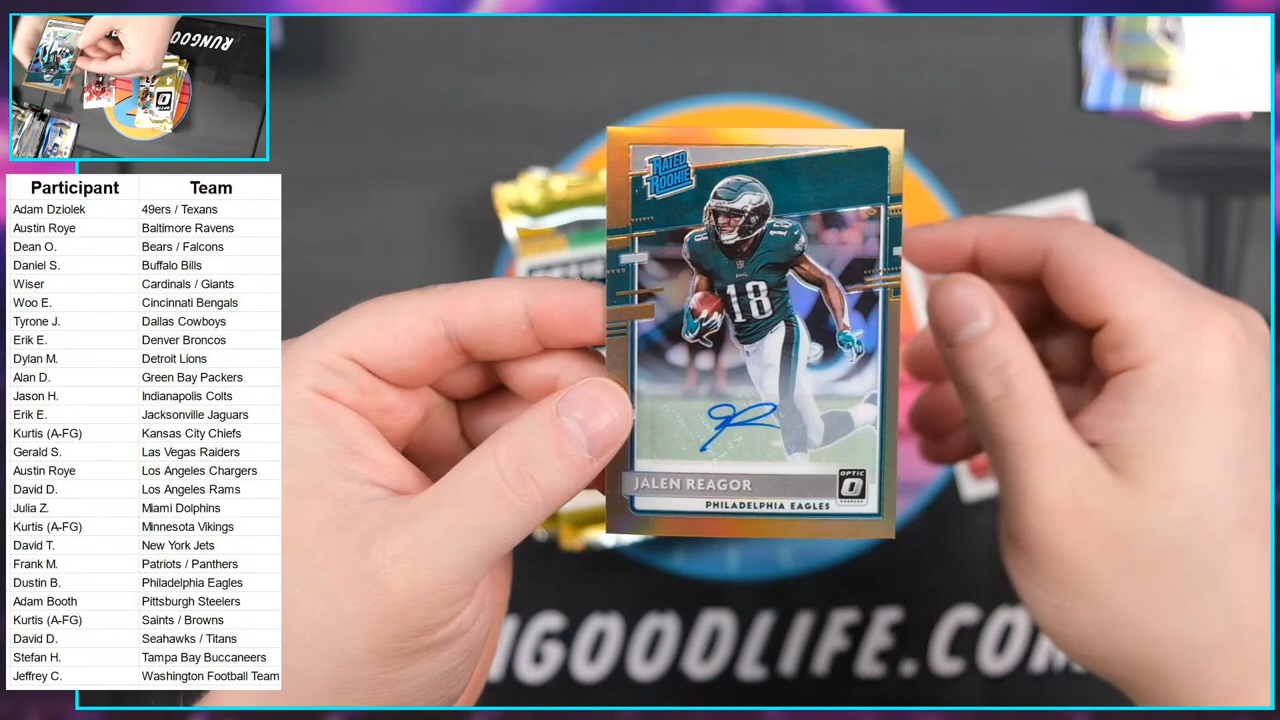 RUNGOOD
Participant Team
Adam Dziolek 49ers / Texans
Austin Roye Baltimore Ravens
Dean O. Bears / Falcons
Daniel S. Buffalo Bills
Wiser Cardinals / Giants
Woo E. Cincinnati Bengals
Tyrone J. Dallas Cowboys
Erik E. Denver Broncos
Dylan M. Detroit Lions
Alan D. Green Bay Packers
Jason H. Indianapolis Colts
Erik E. Jacksonville Jaguars
Kurtis (A-FG) Kansas City Chiefs
Gerald S. Las Vegas Raiders
Austin Roye Los Angeles Chargers
David D. Los Angeles Rams
Julia Z. Miami Dolphins
Kurtis (A-FG) Minnesota Vikings
David T. New York Jets
Frank M. Patriots / Panthers
Dustin B. Philadelphia Eagles
Adam Booth Pittsburgh Steelers
Kurtis (A-FG) Saints / Browns
David D. Seahawks / Titans
Stefan H. Tampa Bay Buccaneers
Jeffrey C. Washington Football Team
RATED
ROOKIE
18
18
JALEN REAGOR
OPTIC
PHILADELPHIA EAGLES
NGOODLIFE.COM